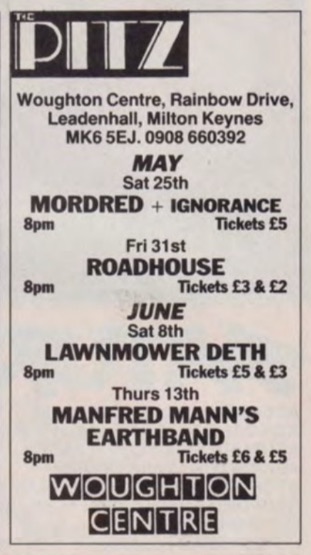 THE
PITZ
Woughton Centre, Rainbow Drive,
Leadenhall, Milton Keynes
MK6 5EJ. 0908 660392
MAY
Sat 25th
MORDRED + IGNORANCE
8pm Tickets £5
Fri 31st
ROADHOUSE
8pm Tickets £3 & £2
JUNE
Sat 8th
LAWNMOWER DETH
8pm Tickets £5 & £3
Thurs 13th
MANFRED MANN'S
EARTHBAND
8pm Tickets £6 & £5
WOUGHTON
CENTRE